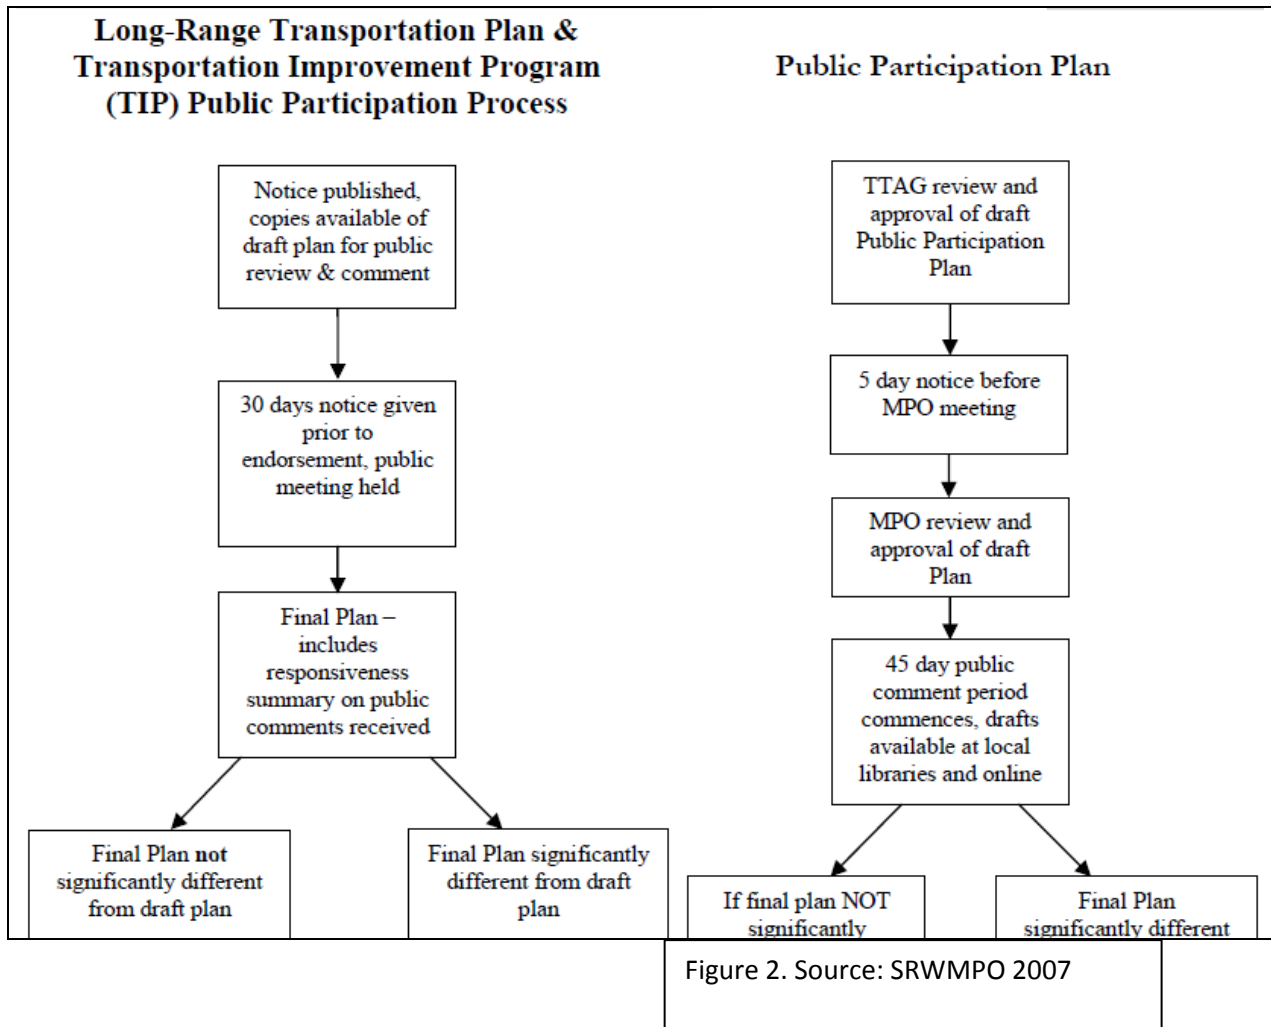 Long-Range Transportation Plan &
Transportation Improvement Program
(TIP) Public Participation Process
Notice published,
copies available of
draft plan for public
review & comment
30 days notice given
prior to
endorsement, public
meeting held
Final Plan –
includes
responsiveness
summary on public
comments received
Final Plan not
significantly different
from draft plan
Final Plan significantly
different from draft
plan
Public Participation Plan
TTAG review and
approval of draft
Public Participation
Plan
5 day notice before
MPO meeting
MPO review and
approval of draft
Plan
45 day public
comment period
commences, drafts
available at local
libraries and online
If final plan NOT
significantly
Final Plan
significantly different
Figure 2. Source: SRWMPO 2007